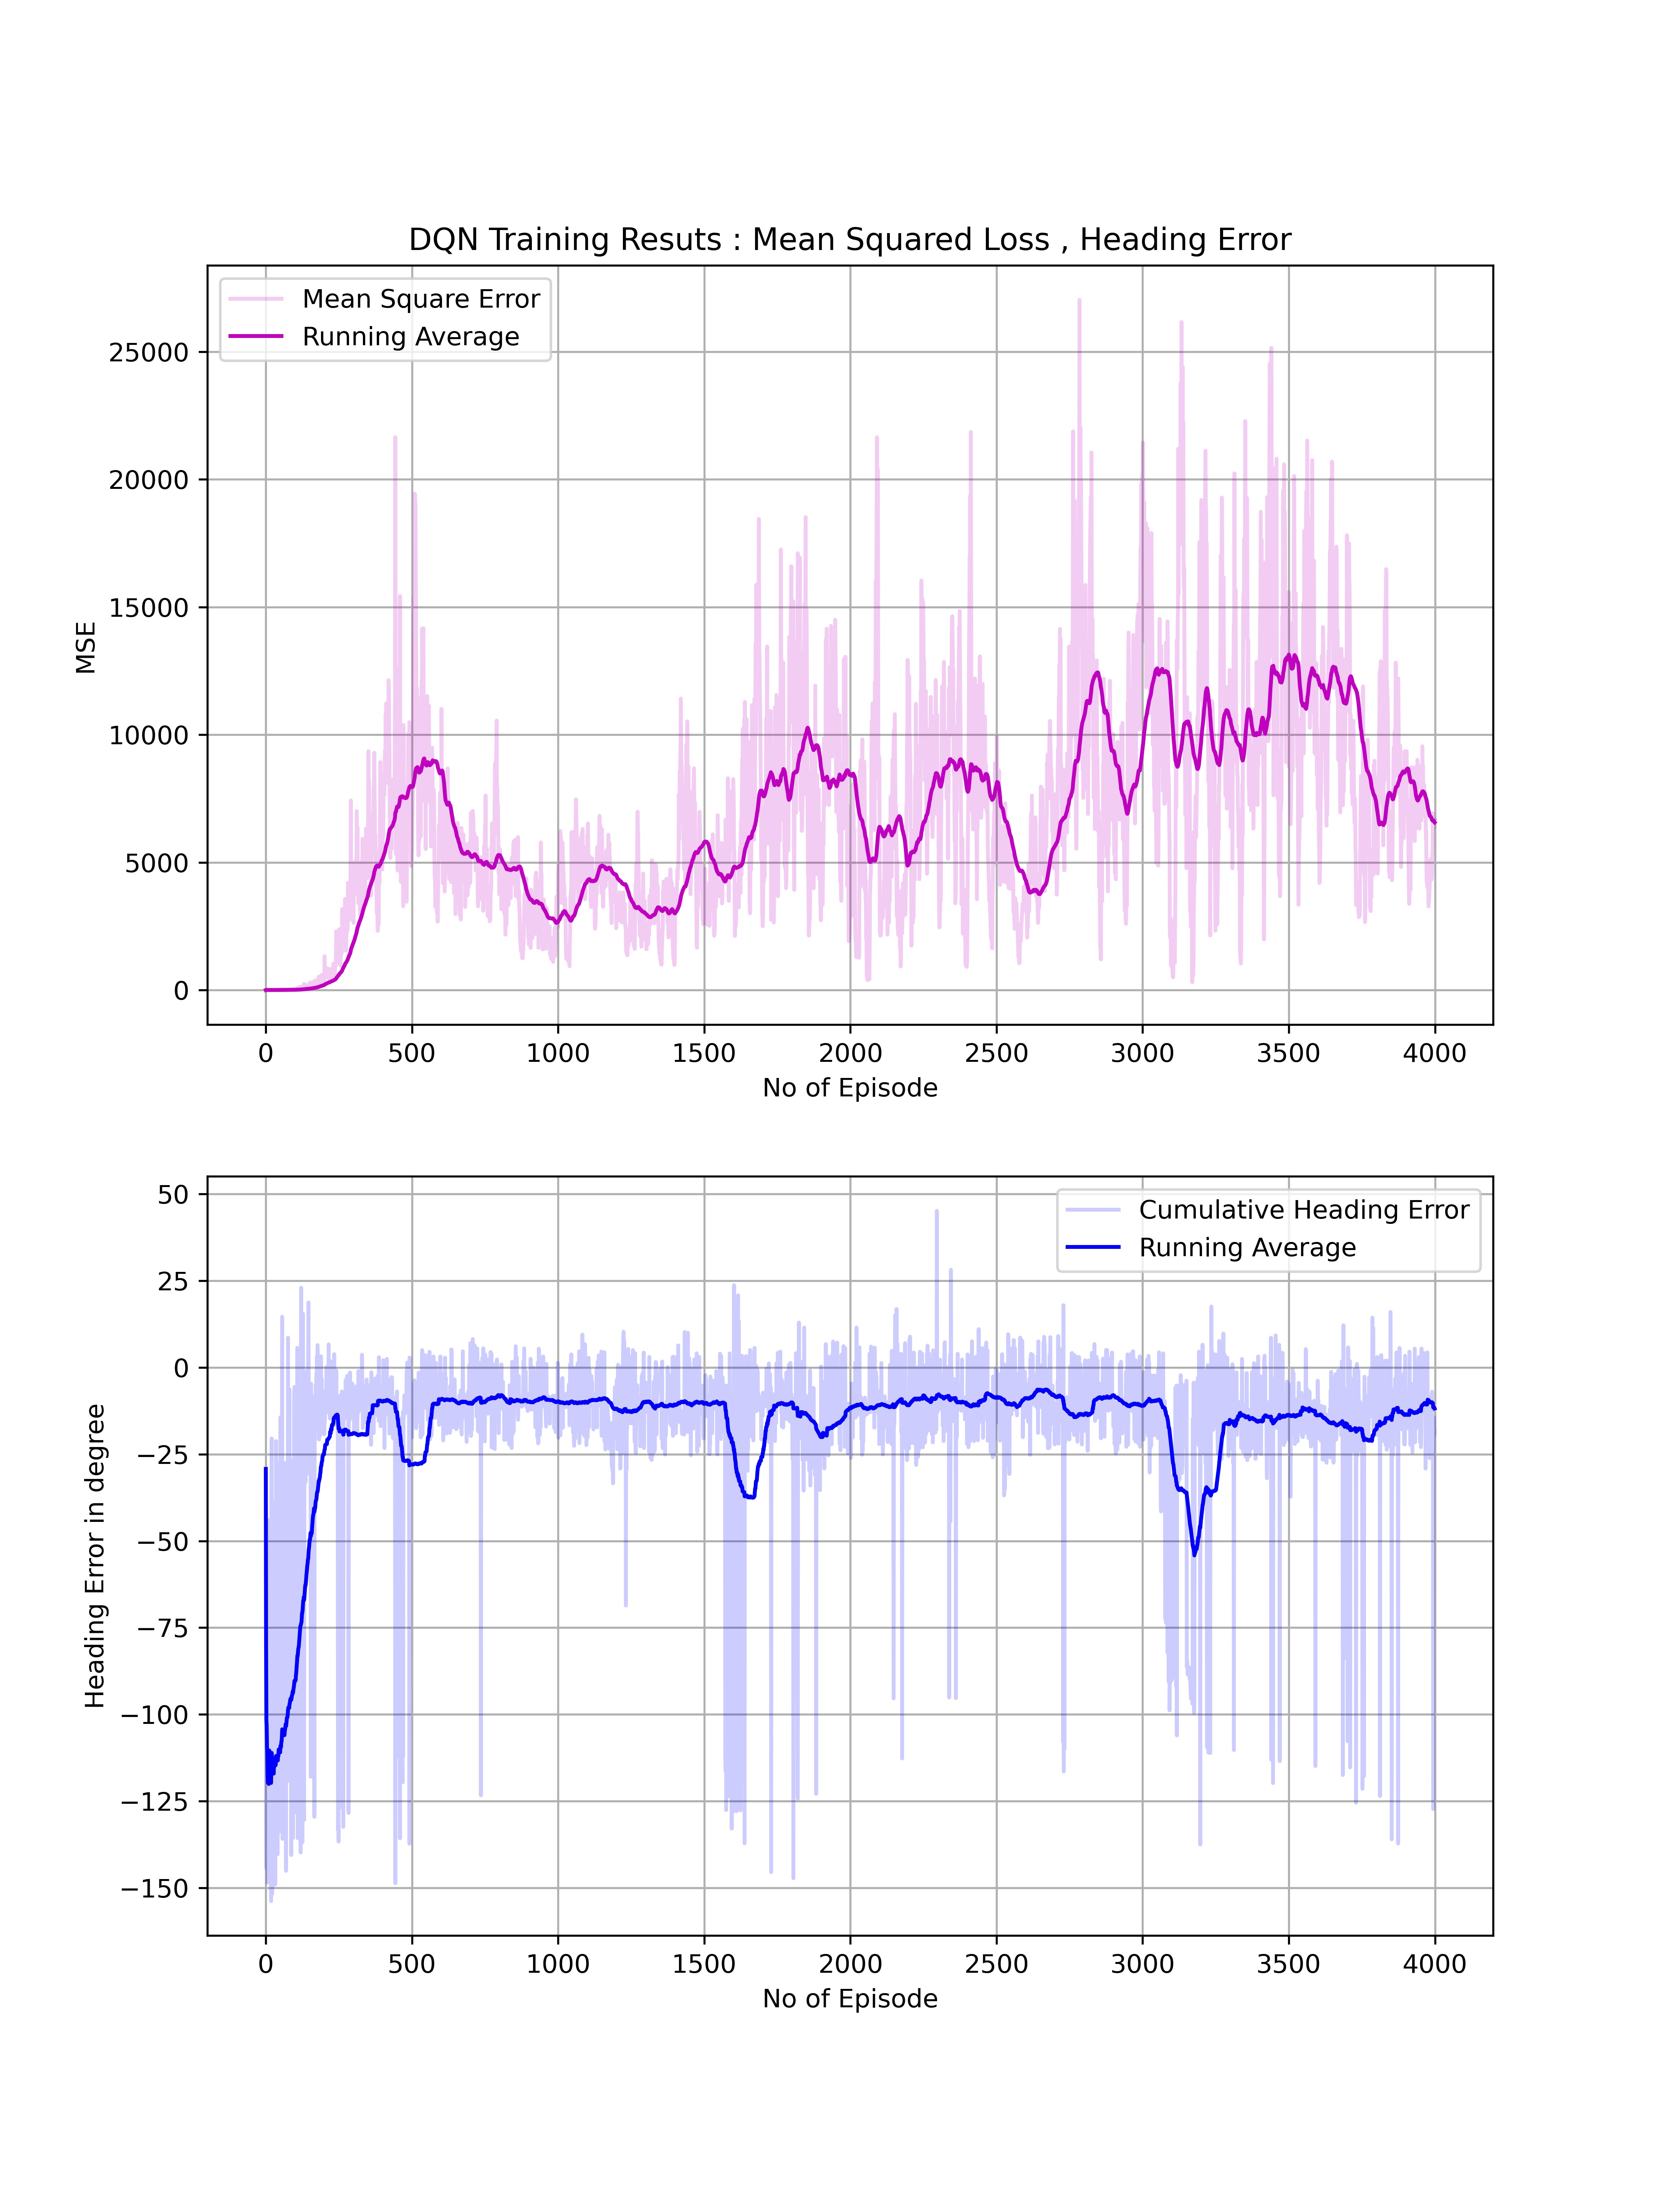 DQN Training Resuts : Mean Squared Loss , Heading Error
Mean Square Error
Running Average
25000
20000
15000
10000
5000
0
MSE
0 500 1000 1500 2000 2500 3000 3500 4000
No of Episode
Cumulative Heading Error
Running Average
50
25
0
−25
−50
−75
−100
−125
−150
Heading Error in degree
0 500 1000 1500 2000 2500 3000 3500 4000
No of Episode